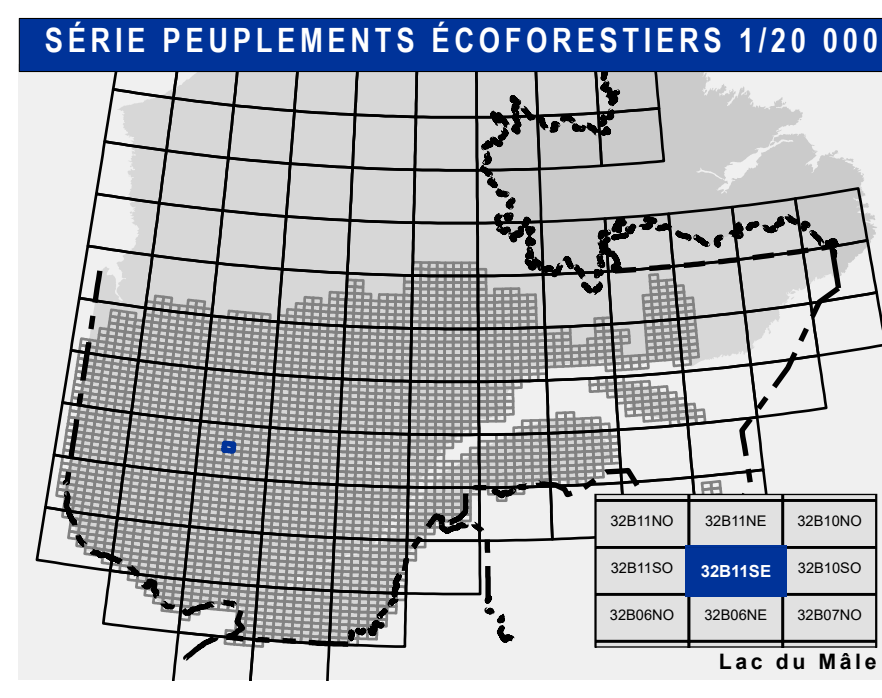 SÉRIE PEUPLEMENTS ÉCOFORESTIERS 1/20 000
32B11NO 32B11NE 32B10NO
32B11SO 32B11SE 32B10SO
32B06NO 32B06NE 32B07NO
Lac du Mâle